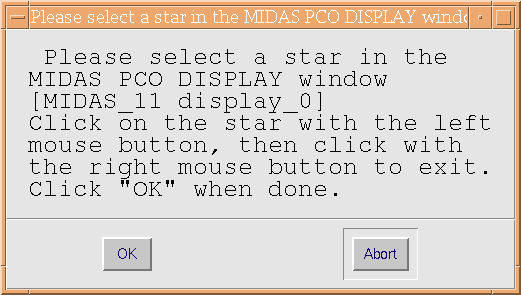 Please select a star in the MIDAS PCO DISPLAY windo
Please select a star in the
MIDAS PCO DISPLAY window
[MIDAS_11 display_0]
Click on the star with the left
mouse button, then click with
the right mouse button to exit.
Click "OK" when done.
OK
Abort